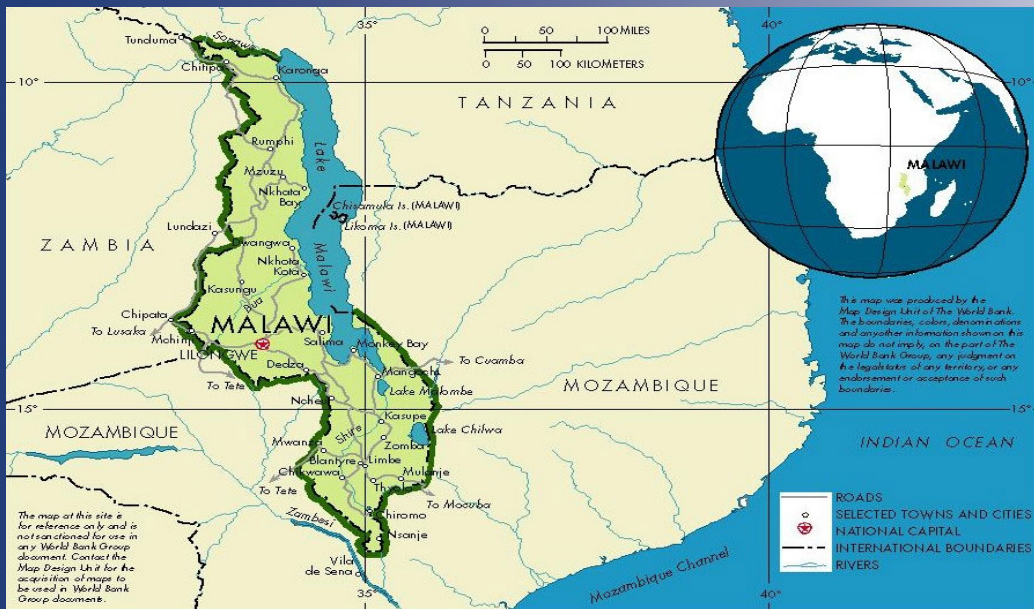 35°
40°
Tunduma
Songwe
Chitipa
Karonga
0 50 100 MILES
0 50 100 KILOMETERS
10°
10°
TANZANIA
Rumphi
Mzuzu
Nkhata
Bay
Lake
Malawi
Chisamula Is. (MALAWI)
Likoma Is. (MALAWI)
MALAWI
ZAMBIA
Lundazi
Dwangwa
Nkhota
Kota
Kasungu
Bua
Chipata
To Lusaka
Mchinji
MALAWI
LILONGWE
Salima
Monkey Bay
To Cuamba
To Tete
Dedza
Mangochi
Lake Malombe
MOZAMBIQUE
This map was produced by the
Map Design Unit of The World Bank.
The boundaries, colors, denominations
and any other information shown on this
map do not imply, on the part of The
World Bank Group, any judgment on
the legal status of any territory, or any
endorsement or acceptance of such
boundaries.
Ncheu
15°
15°
MOZAMBIQUE
Kasupe
Lake Chilwa
Shire
Zomba
Mwanza
Blantyre
Limbe
Chikwawa
Mulanje
Thyolo
To Tete
To Mocuba
INDIAN OCEAN
Chiromo
Zambesi
Nsanje
Vila
de Sena
35°
40°
Mozambique Channel
The map at this site is
for reference only and is
not sanctioned for use in
any World Bank Group
document. Contact the
Map Design Unit for the
acquisition of maps to
be used in World Bank
Group documents.
ROADS
SELECTED TOWNS AND CITIES
NATIONAL CAPITAL
INTERNATIONAL BOUNDARIES
RIVERS